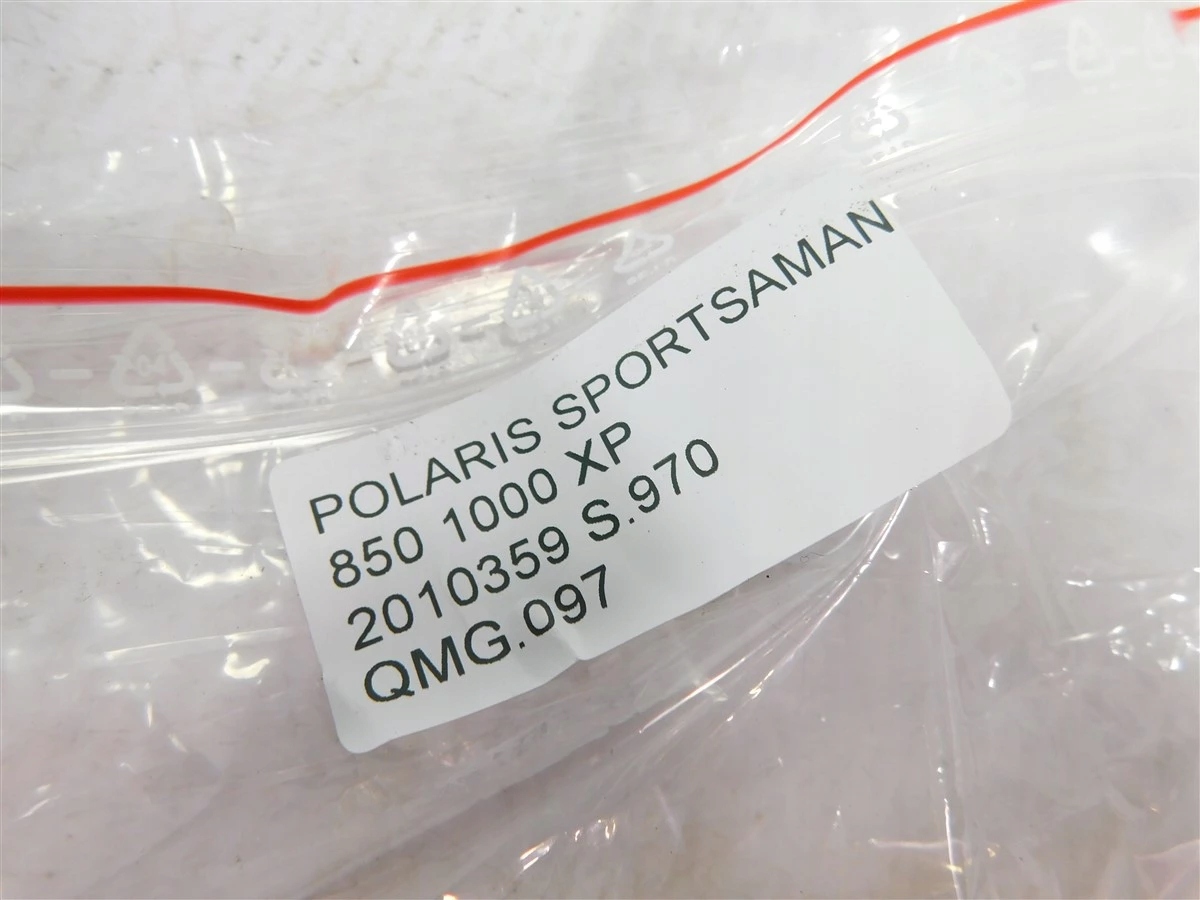 POLARIS SPORTSAMAN
850 1000 XP
2010359 S.970
QMG.097